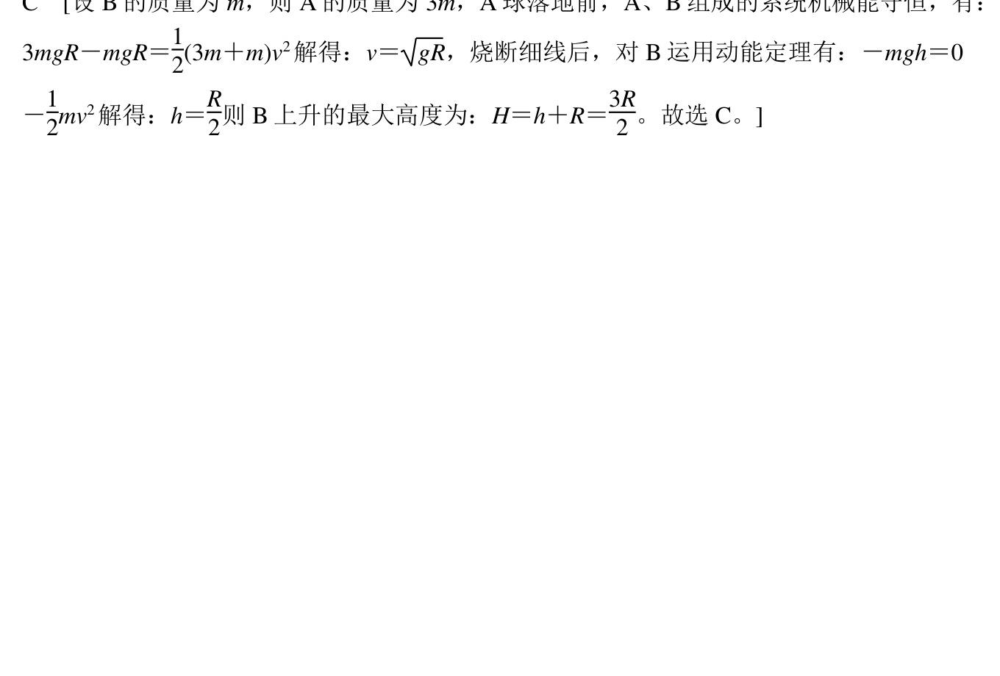 C [设 B 的质量为 m，则 A 的质量为 3m，A 球落地前，A、B 组成的系统机械能守恒，有：
3mgR－mgR＝\frac{1}{2}(3m＋m)v²解得：v＝\sqrt{gR}，烧断细线后，对 B 运用动能定理有：－mgh＝0
－\frac{1}{2}mv²解得：h＝\frac{R}{2}则 B 上升的最大高度为：H＝h＋R＝\frac{3R}{2}。故选 C。]